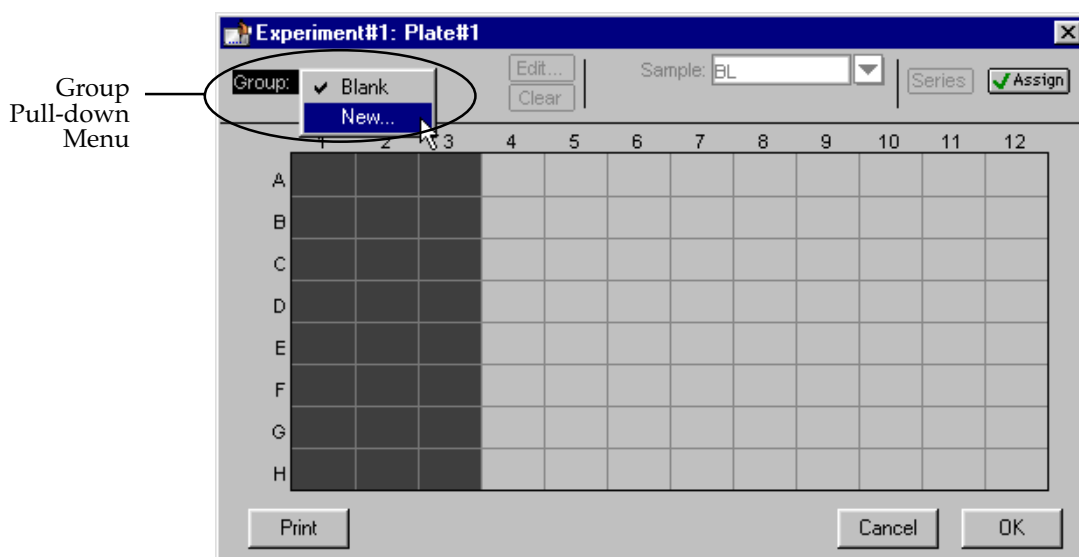 Experiment#1: Plate#1
Group Pull-down Menu
Group:
✔ Blank
New...
Edit...
Clear
Sample: BL
Series
✔Assign
1 2 3 4 5 6 7 8 9 10 11 12
A
B
C
D
E
F
G
H
Print
Cancel
OK